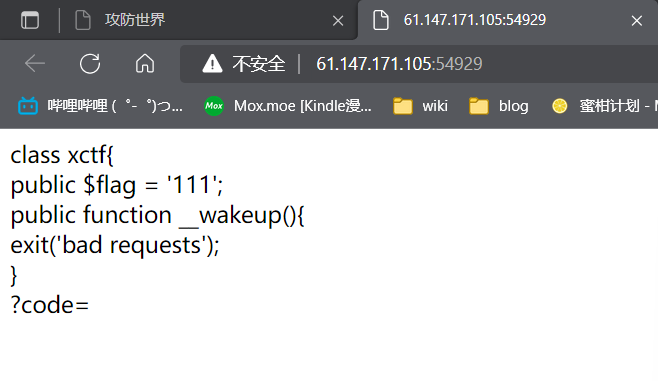 攻防世界
61.147.171.105:54929
不安全 | 61.147.171.105:54929
哔哩哔哩 (゜-゜)つ... Mox.moe [Kindle漫... wiki blog 蜜柑计划 - M
class xctf{
public $flag = '111';
public function __wakeup(){
exit('bad requests');
}
?code=